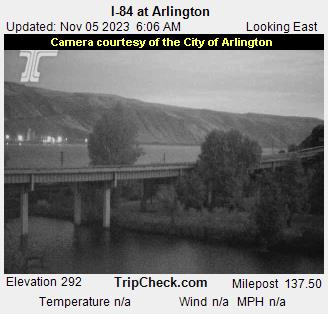 I-84 at Arlington
Updated: Nov 05 2023 6:06 AM Looking East
Camera courtesy of the City of Arlington
Elevation 292 TripCheck.com Milepost 137.50
Temperature n/a Wind n/a MPH n/a